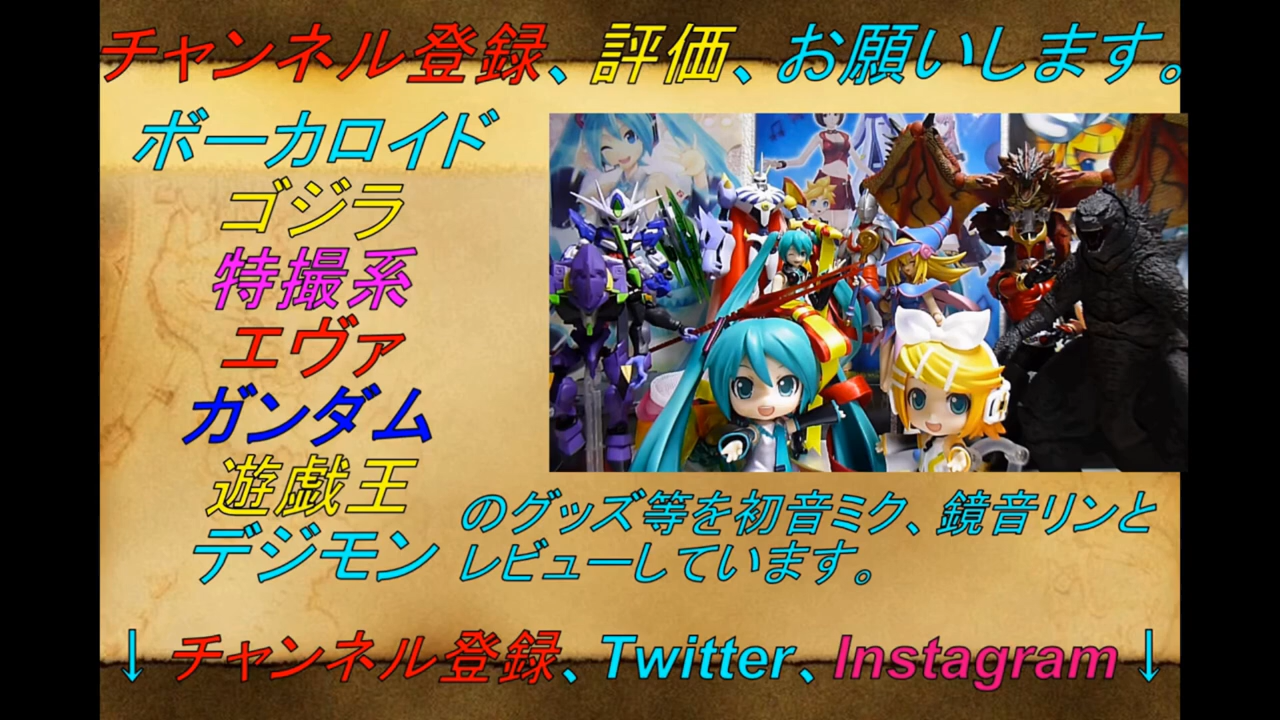 チャンネル登録、評価、お願いします。
ボーカロイド
ゴジラ
特撮系
エヴァ
ガンダム
遊戯王
デジモン
のグッズ等を初音ミク、鏡音リンと
レビューしています。
↓チャンネル登録、Twitter、Instagram↓